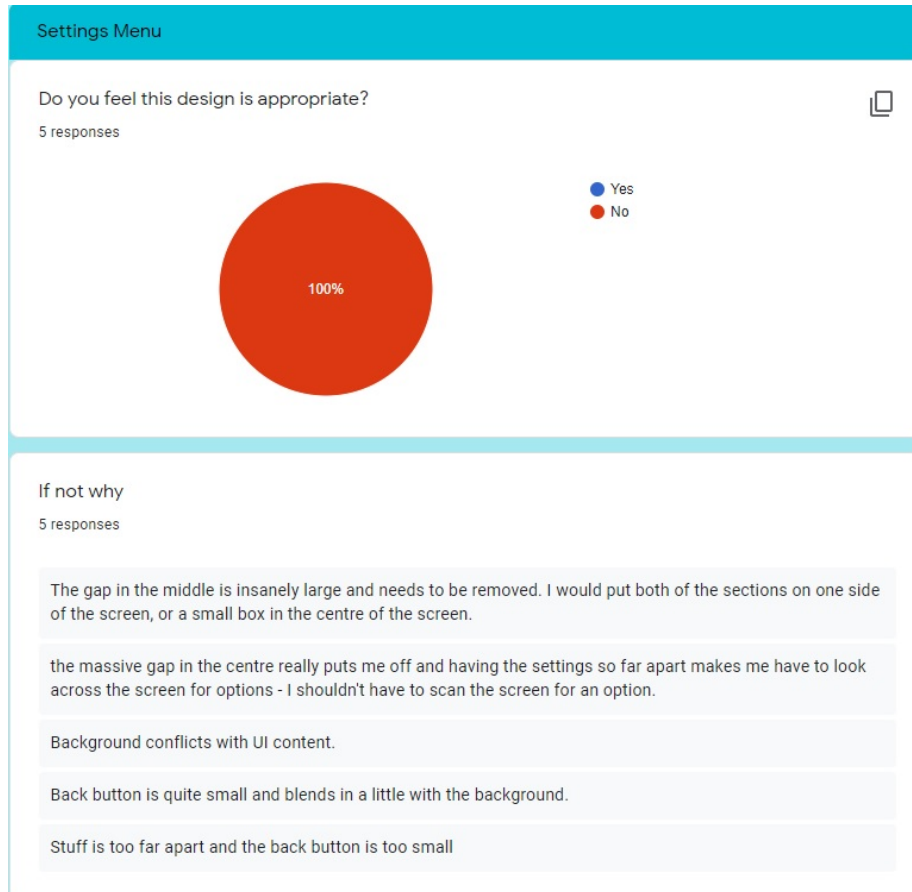 Settings Menu
Do you feel this design is appropriate?
5 responses
Yes
No
100%
If not why
5 responses
The gap in the middle is insanely large and needs to be removed. I would put both of the sections on one side
of the screen, or a small box in the centre of the screen.
the massive gap in the centre really puts me off and having the settings so far apart makes me have to look
across the screen for options - I shouldn't have to scan the screen for an option.
Background conflicts with UI content.
Back button is quite small and blends in a little with the background.
Stuff is too far apart and the back button is too small